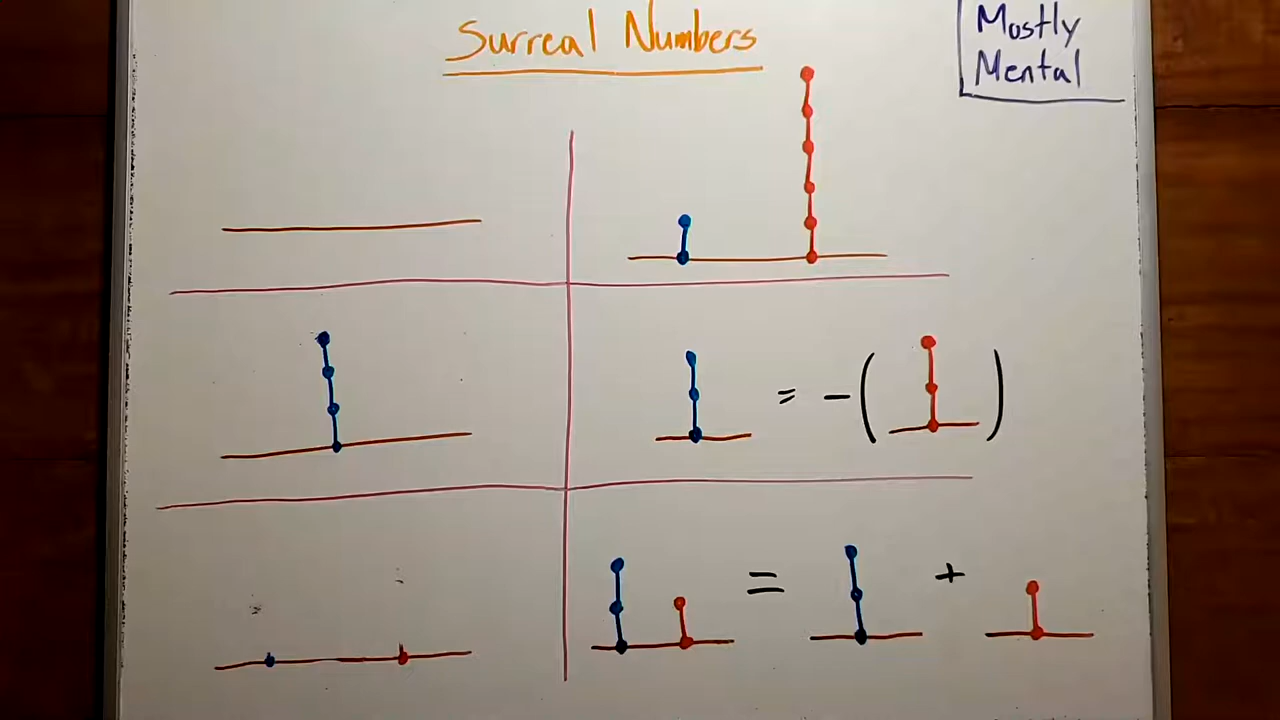 Surreal Numbers
Mostly
Mental
= - ( )
= +